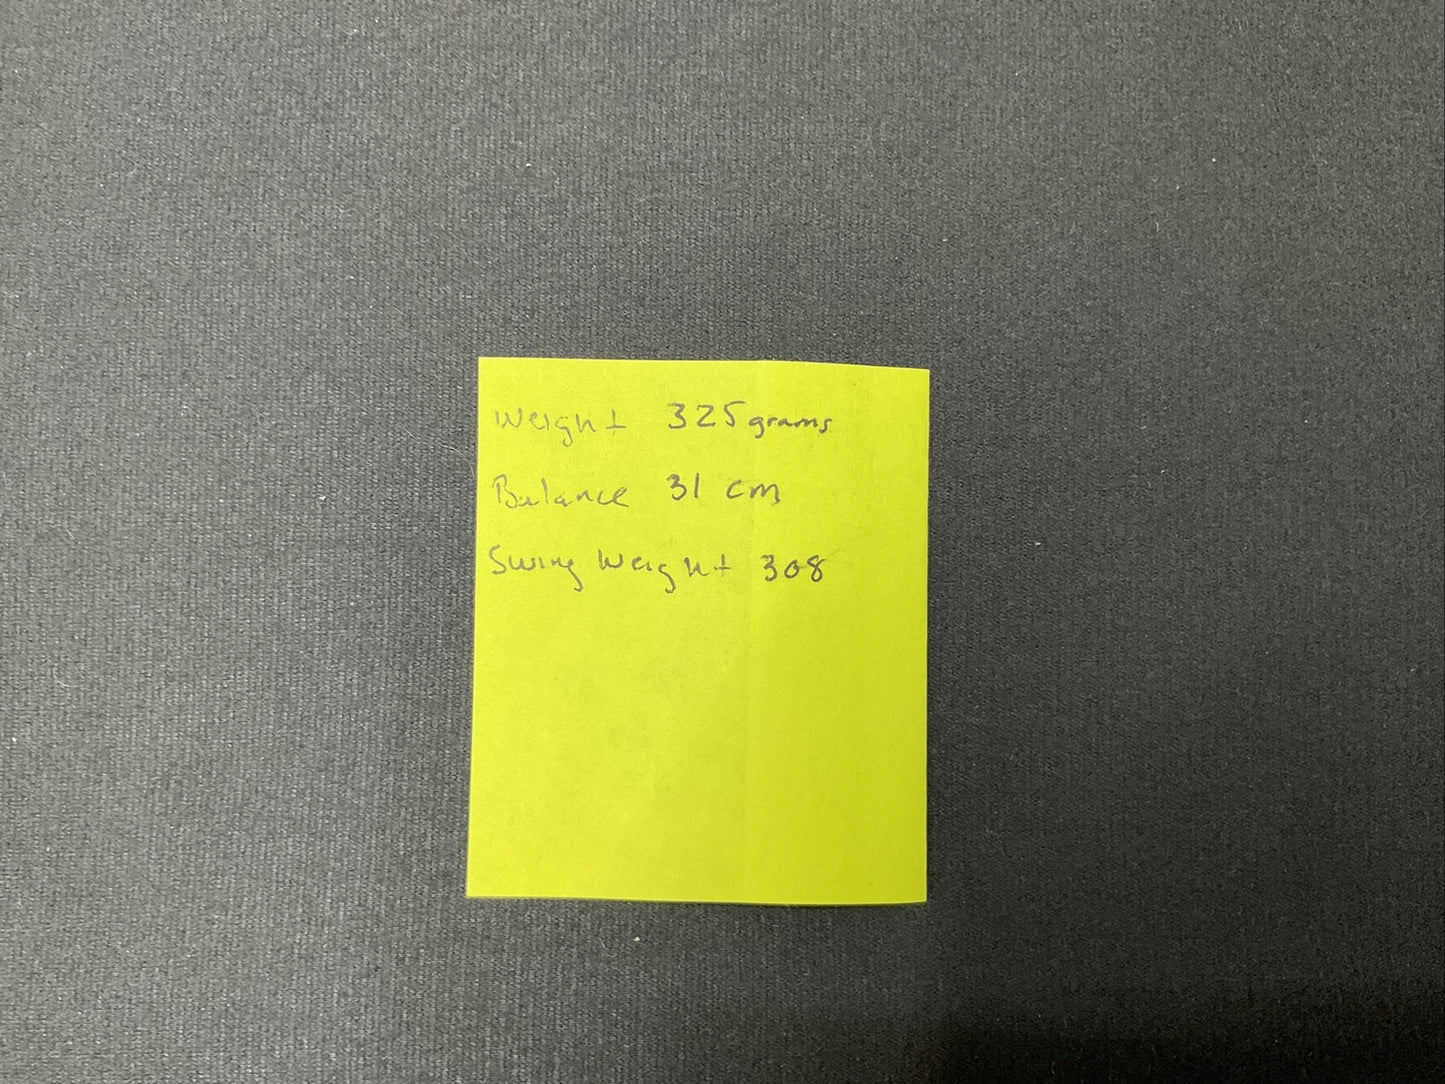 Weight 325 grams
Balance 31 cm
Swing Weight 308